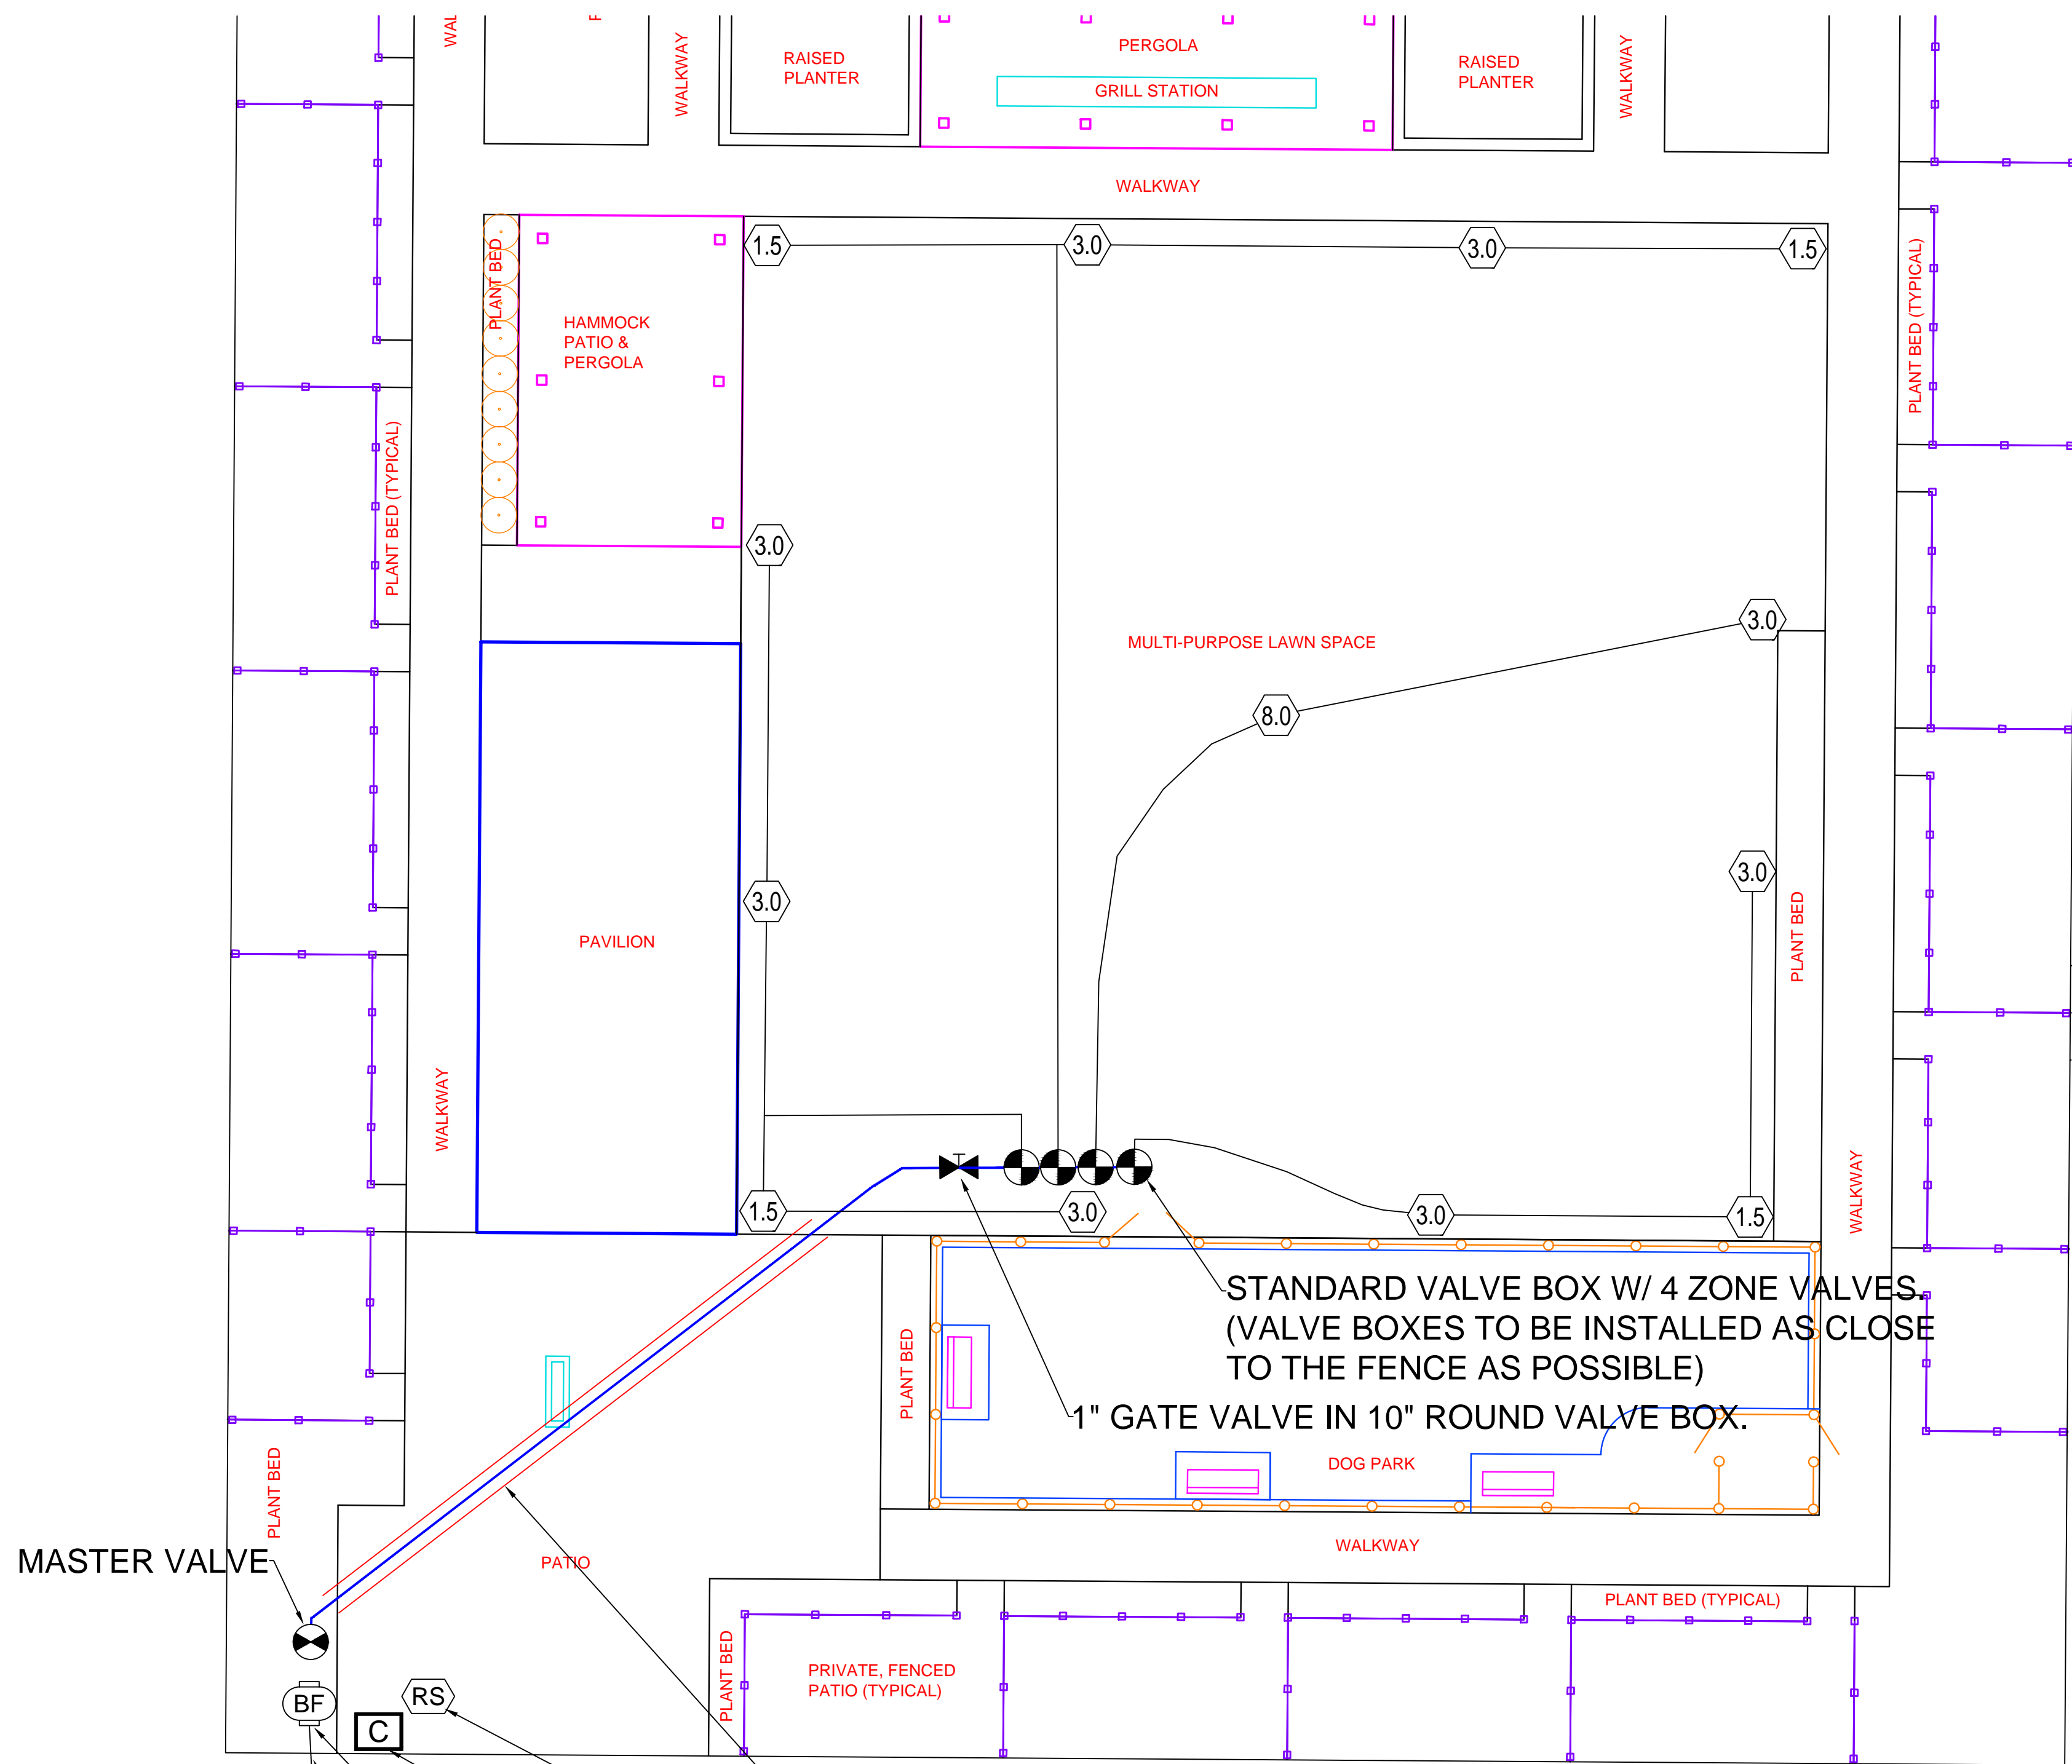 WALKWAY
RAISED
PLANTER
PERGOLA
GRILL STATION
RAISED
PLANTER
WALKWAY
WALKWAY
PLANT BED
HAMMOCK
PATIO &
PERGOLA
1.5
3.0
3.0
1.5
PLANT BED (TYPICAL)
PLANT BED (TYPICAL)
3.0
3.0
MULTI-PURPOSE LAWN SPACE
8.0
3.0
3.0
PAVILION
PLANT BED
WALKWAY
WALKWAY
1.5
3.0
3.0
1.5
STANDARD VALVE BOX W/ 4 ZONE VALVES.
(VALVE BOXES TO BE INSTALLED AS CLOSE
TO THE FENCE AS POSSIBLE)
1" GATE VALVE IN 10" ROUND VALVE BOX.
PLANT BED
DOG PARK
PLANT BED
MASTER VALVE
PATIO
WALKWAY
PLANT BED (TYPICAL)
PLANT BED
PRIVATE, FENCED
PATIO (TYPICAL)
BF
RS
C